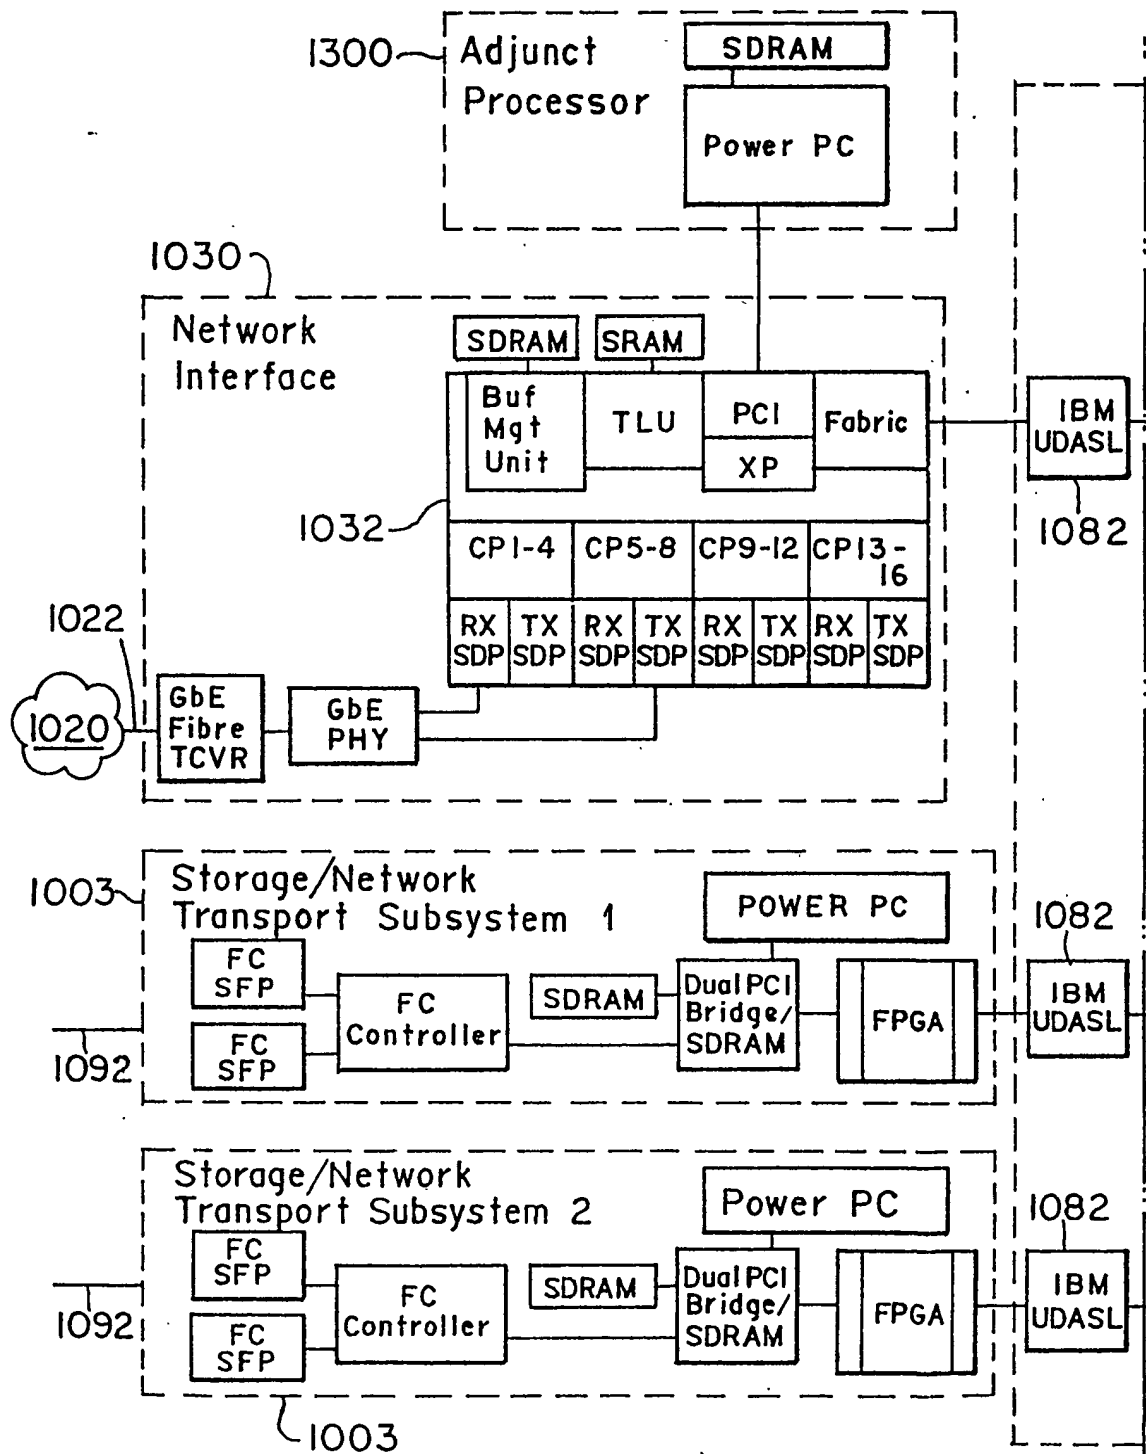 1300
Adjunct
Processor
SDRAM
Power PC
1030
Network
Interface
SDRAM
SRAM
Buf
Mgt
Unit
TLU
PCI
XP
Fabric
IBM
UDASL
1082
1032
CP1-4
CP5-8
CP9-12
CP13-
16
RX
SDP
TX
SDP
RX
SDP
TX
SDP
RX
SDP
TX
SDP
RX
SDP
TX
SDP
1022
1020
GbE
Fibre
TCVR
GbE
PHY
1003
Storage/Network
Transport Subsystem 1
POWER PC
1082
FC
SFP
FC
SFP
FC
Controller
SDRAM
Dual PCI
Bridge/
SDRAM
FPGA
IBM
UDASL
1092
Storage/Network
Transport Subsystem 2
Power PC
1082
FC
SFP
FC
SFP
FC
Controller
SDRAM
Dual PCI
Bridge/
SDRAM
FPGA
IBM
UDASL
1092
1003